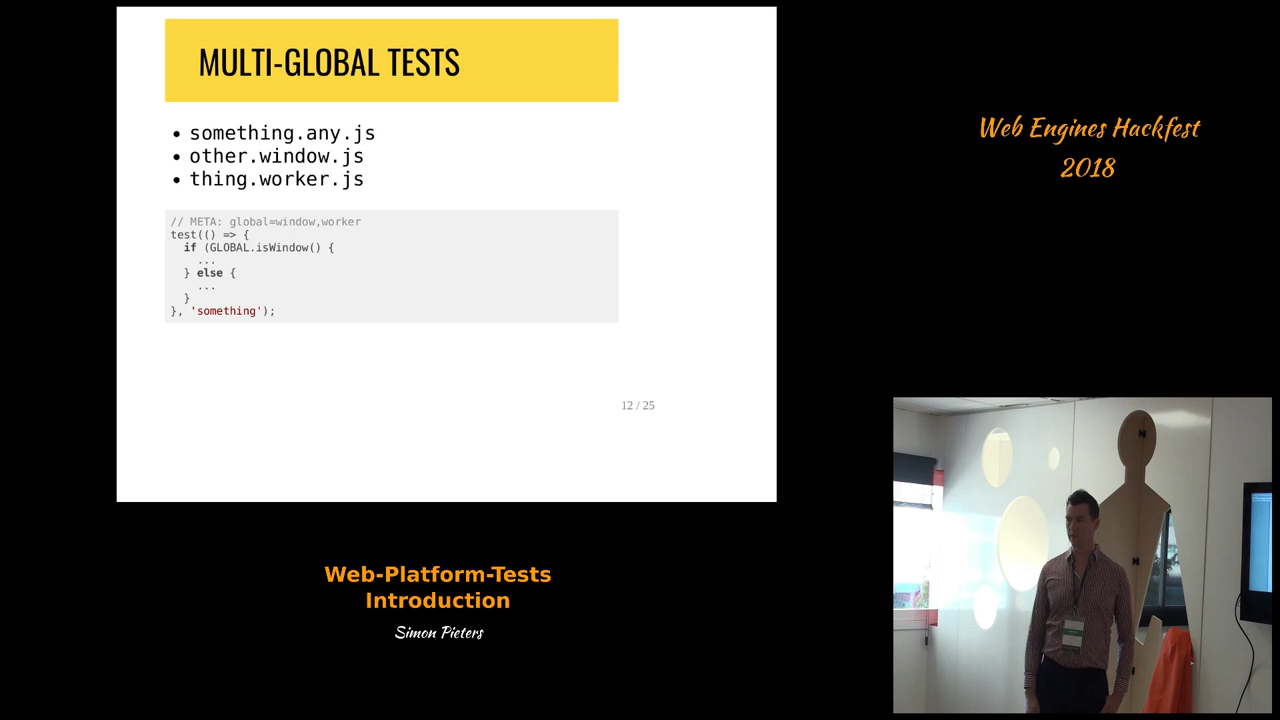 MULTI-GLOBAL TESTS
• something.any.js
• other.window.js
• thing.worker.js
// META: global=window,worker
test(() => {
  if (GLOBAL.isWindow() {
    ...
  } else {
    ...
  }
}, 'something');
12 / 25
Web Engines Hackfest
2018
Web-Platform-Tests
Introduction
Simon Pieters